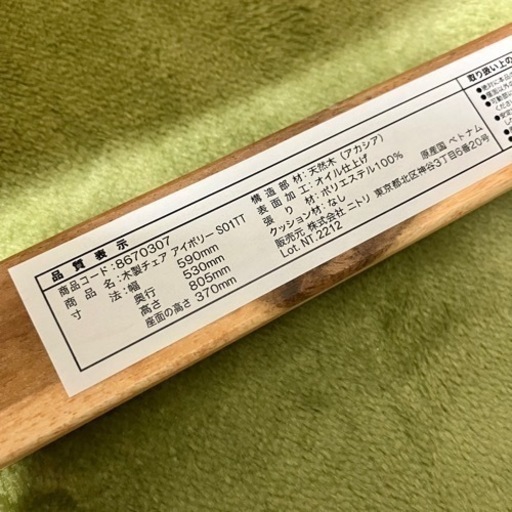 品質表示
商品コード:8670307
商品名:木製チェア アイボリー S01TT
寸法:幅 590mm
奥行 530mm
高さ 805mm
座面の高さ 370mm
構造部材:天然木(アカシア)
表面加工:オイル仕上げ
張り材:ポリエステル100%
クッション材:なし 原産国 ベトナム
販売元 株式会社 ニトリ 東京都北区神谷3丁目6番20号
Lot. NT.2212
取り扱い上の